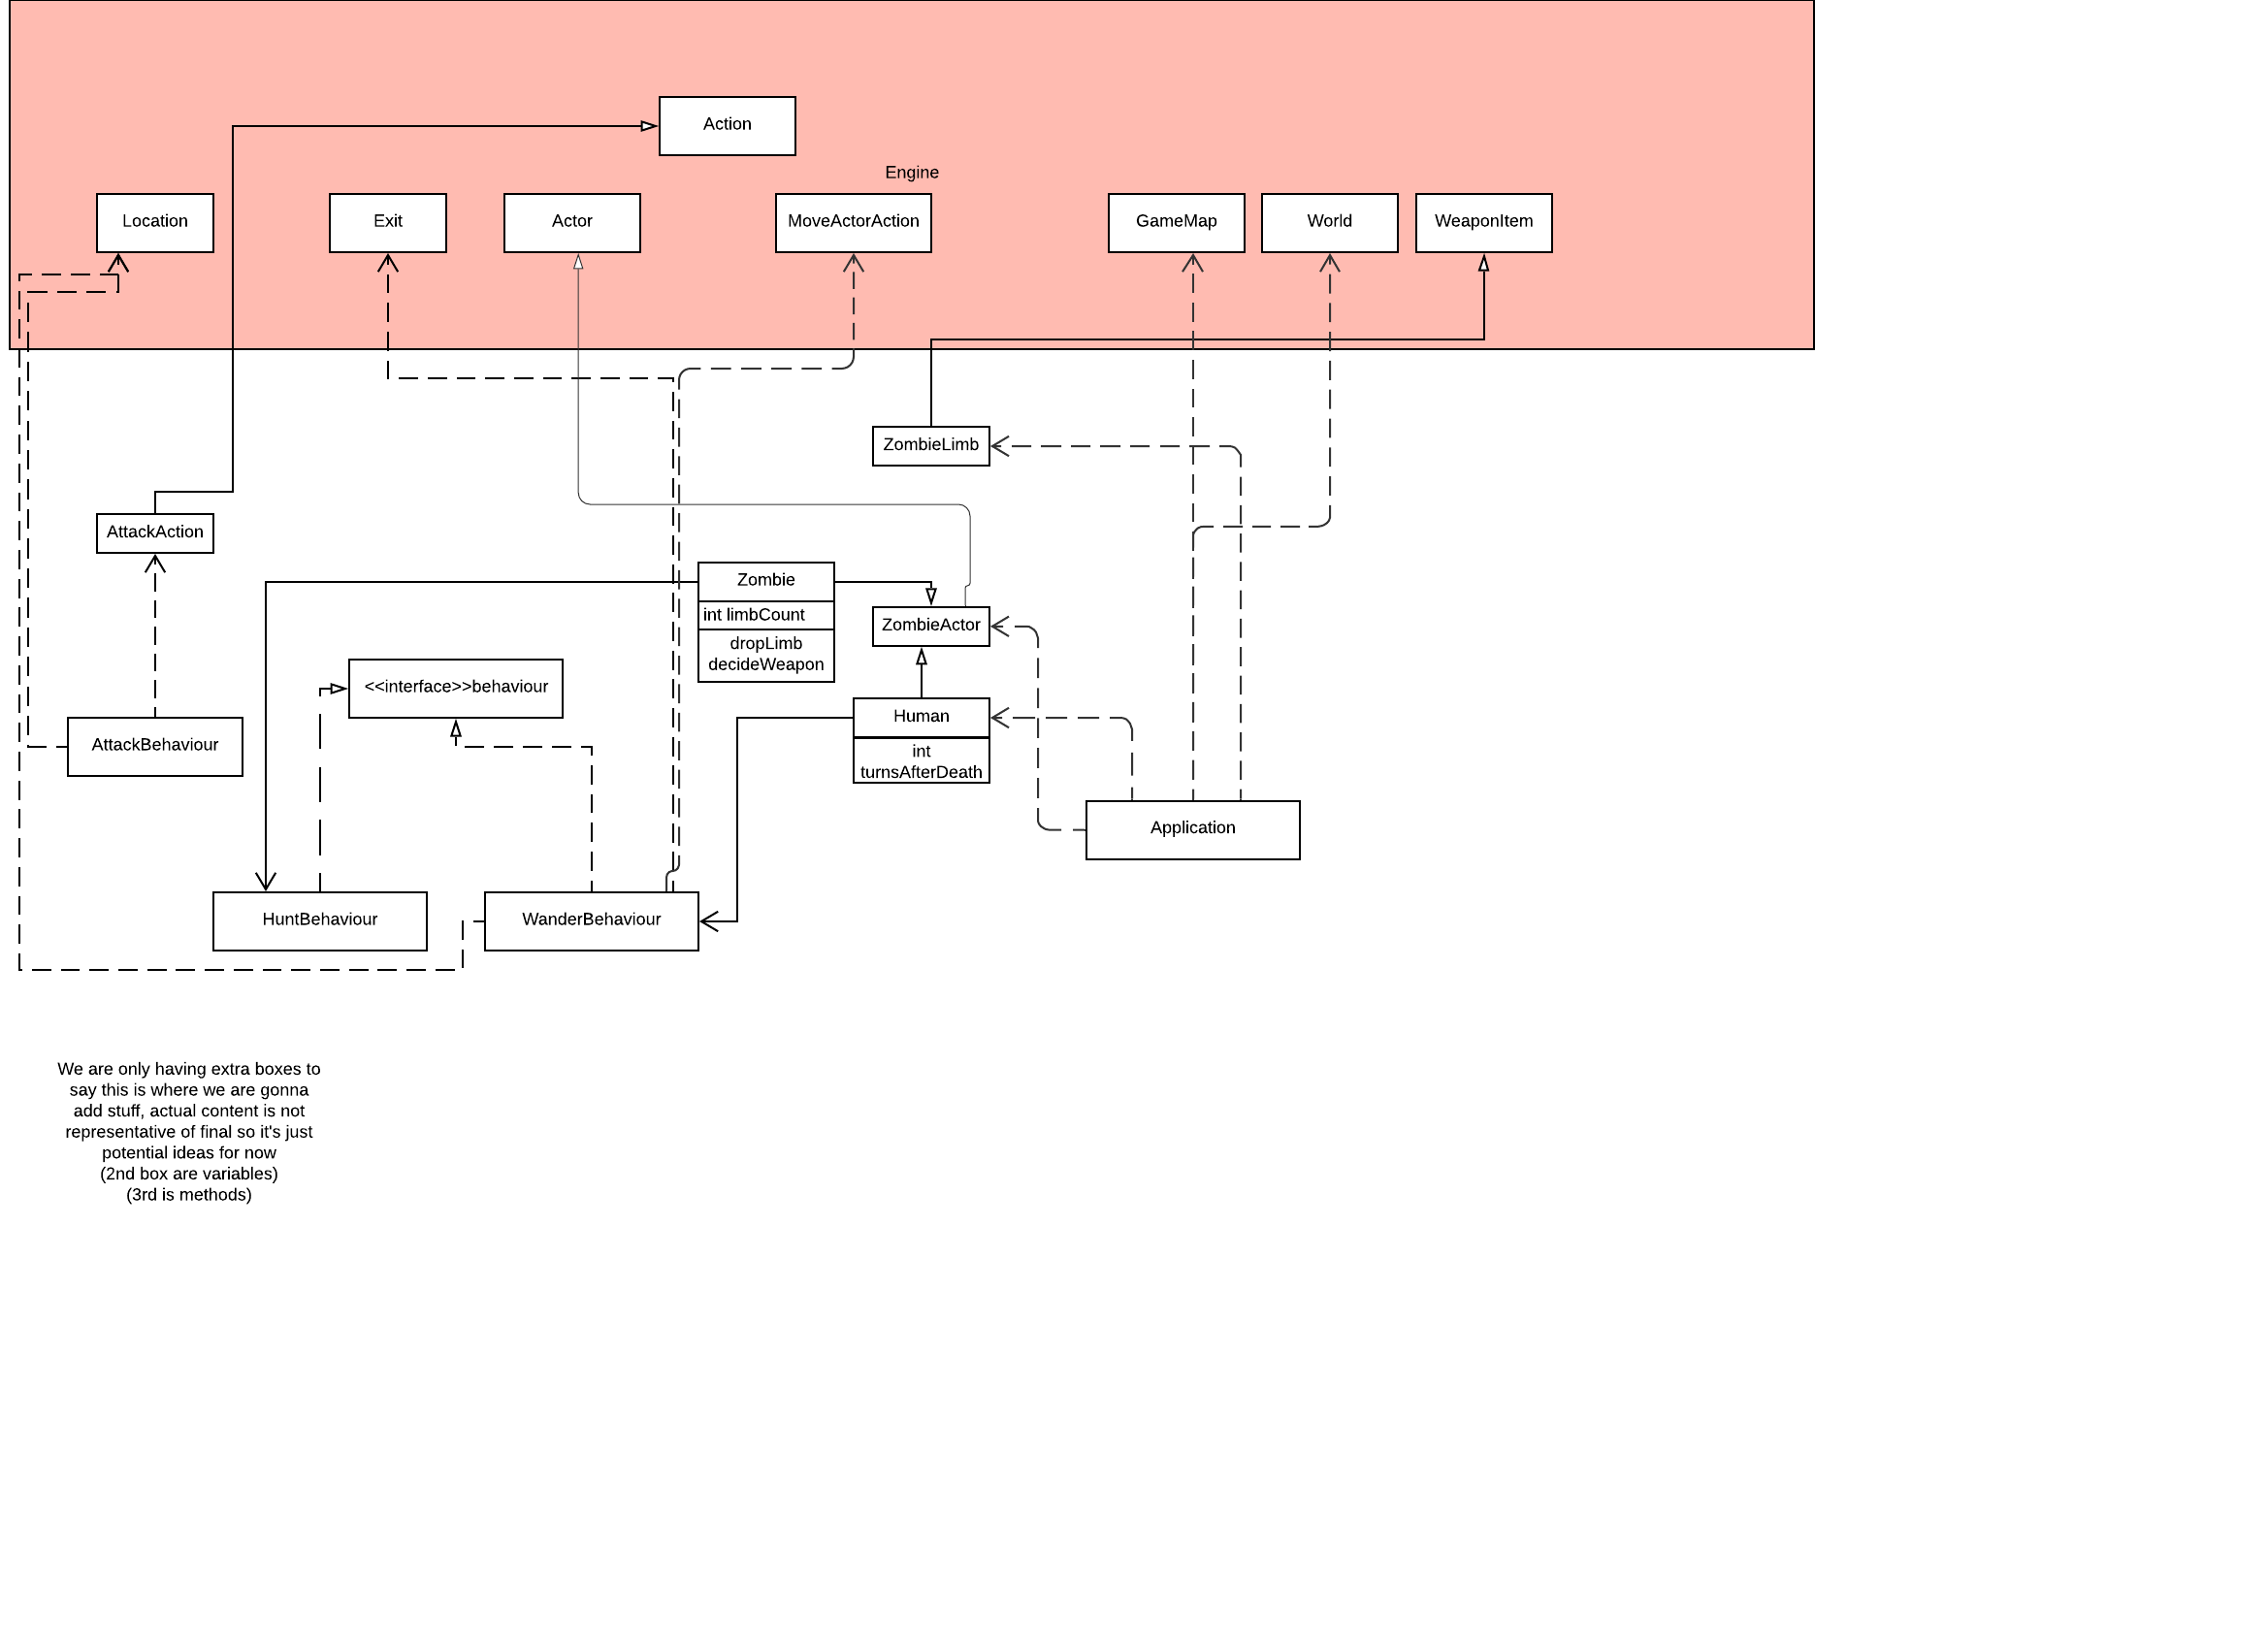 Action
Engine
Location
Exit
Actor
MoveActorAction
GameMap
World
WeaponItem
ZombieLimb
AttackAction
Zombie
int limbCount
dropLimb
decideWeapon
ZombieActor
<<interface>>behaviour
Human
int
turnsAfterDeath
AttackBehaviour
Application
HuntBehaviour
WanderBehaviour
We are only having extra boxes to
say this is where we are gonna
add stuff, actual content is not
representative of final so it's just
potential ideas for now
(2nd box are variables)
(3rd is methods)